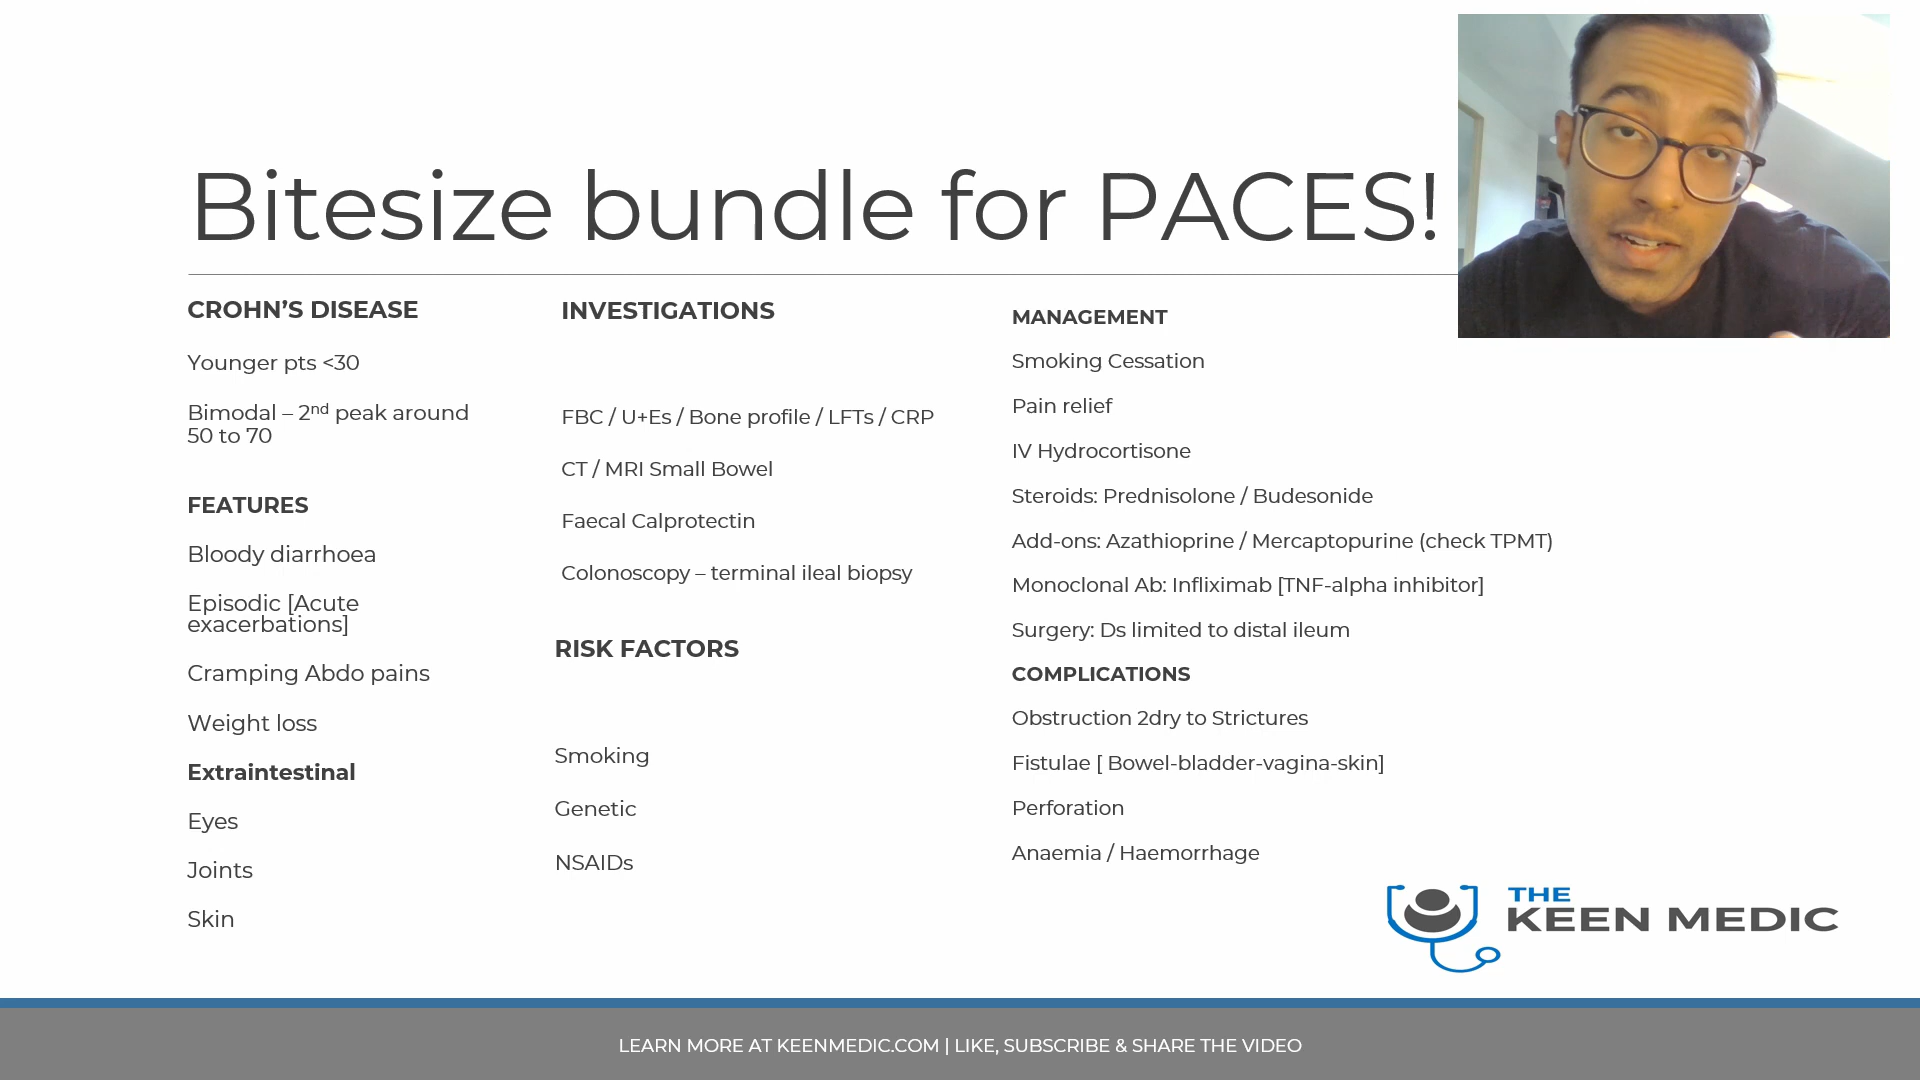 Bitesize bundle for PACES!
CROHN’S DISEASE
Younger pts <30
Bimodal – 2nd peak around
50 to 70
FEATURES
Bloody diarrhoea
Episodic [Acute
exacerbations]
Cramping Abdo pains
Weight loss
Extraintestinal
Eyes
Joints
Skin
INVESTIGATIONS
FBC / U+Es / Bone profile / LFTs / CRP
CT / MRI Small Bowel
Faecal Calprotectin
Colonoscopy – terminal ileal biopsy
RISK FACTORS
Smoking
Genetic
NSAIDs
MANAGEMENT
Smoking Cessation
Pain relief
IV Hydrocortisone
Steroids: Prednisolone / Budesonide
Add-ons: Azathioprine / Mercaptopurine (check TPMT)
Monoclonal Ab: Infliximab [TNF-alpha inhibitor]
Surgery: Ds limited to distal ileum
COMPLICATIONS
Obstruction 2dry to Strictures
Fistulae [ Bowel-bladder-vagina-skin]
Perforation
Anaemia / Haemorrhage
THE
KEEN MEDIC
LEARN MORE AT KEENMEDIC.COM | LIKE, SUBSCRIBE & SHARE THE VIDEO